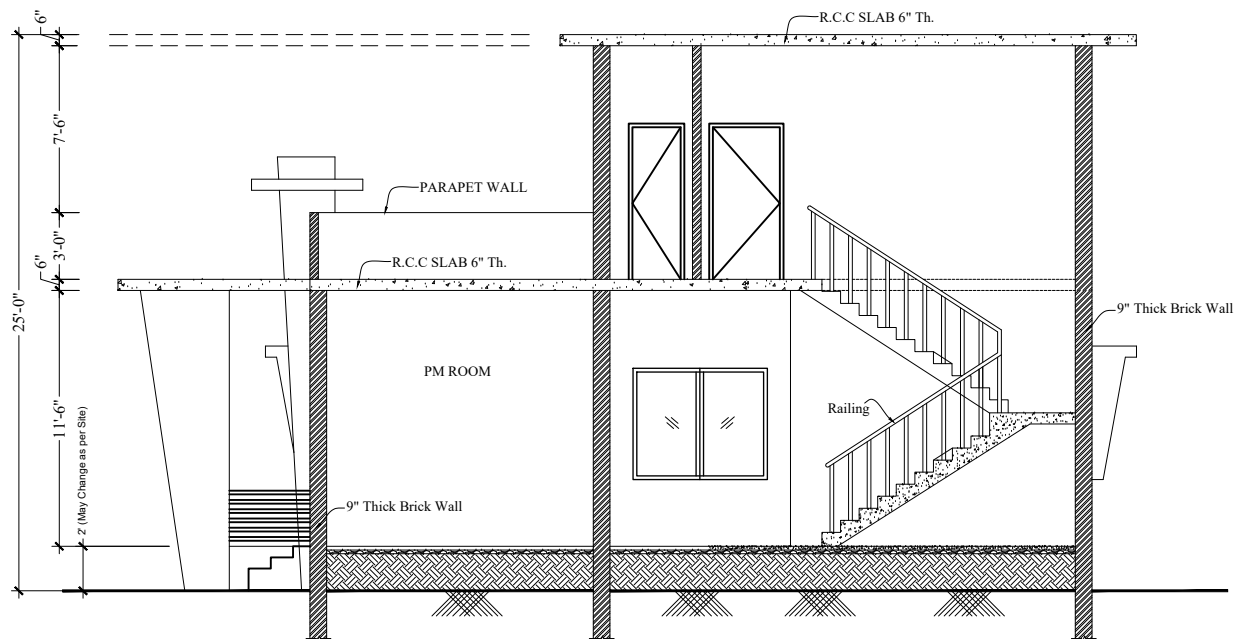 6"
R.C.C SLAB 6" Th.
7'-6"
PARAPET WALL
3'-0"
6"
R.C.C SLAB 6" Th.
25'-0"
9" Thick Brick Wall
PM ROOM
11'-6"
Railing
2' (May Change as per Site)
9" Thick Brick Wall